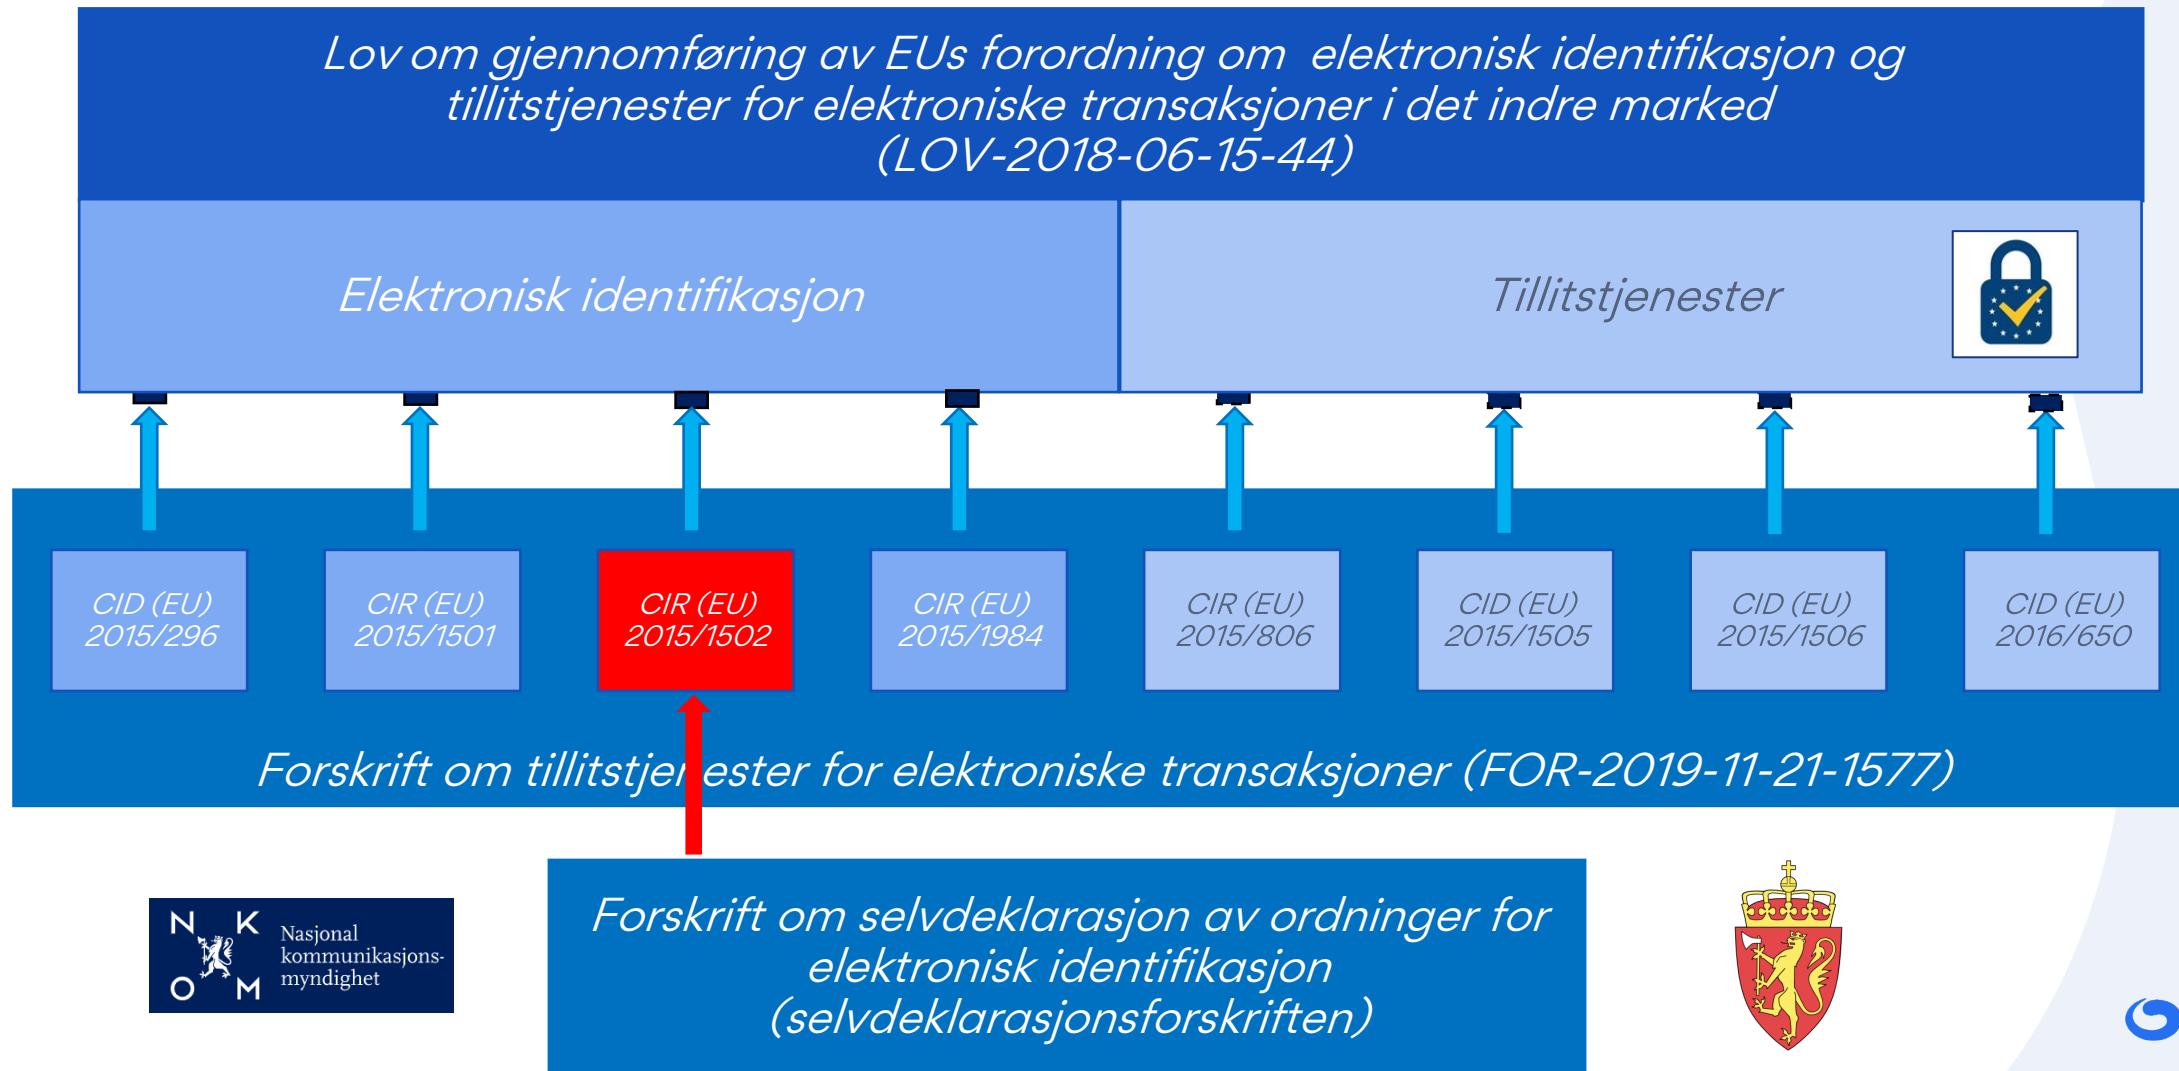 Lov om gjennomføring av EUs forordning om elektronisk identifikasjon og
tillitstjenester for elektroniske transaksjoner i det indre marked
(LOV-2018-06-15-44)
Elektronisk identifikasjon
Tillitstjenester
CID (EU)
2015/296
CIR (EU)
2015/1501
CIR (EU)
2015/1502
CIR (EU)
2015/1984
CIR (EU)
2015/806
CID (EU)
2015/1505
CID (EU)
2015/1506
CID (EU)
2016/650
Forskrift om tillitstjenester for elektroniske transaksjoner (FOR-2019-11-21-1577)
Forskrift om selvdeklarasjon av ordninger for
elektronisk identifikasjon
(selvdeklarasjonsforskriften)
N K
O M
Nasjonal
kommunikasjons-
myndighet